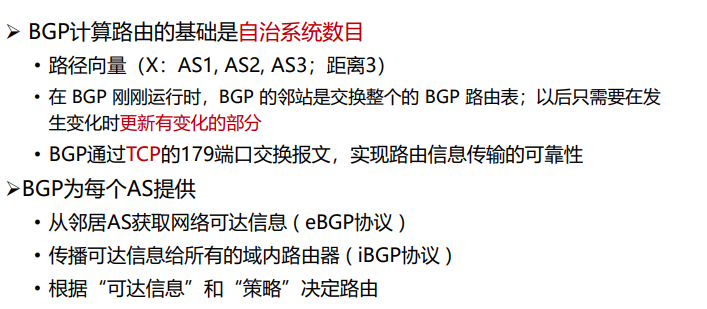 ➢ BGP计算路由的基础是自治系统数目
• 路径向量（X：AS1, AS2, AS3；距离3）
• 在 BGP 刚刚运行时，BGP 的邻站是交换整个的 BGP 路由表；以后只需要在发
生变化时更新有变化的部分
• BGP通过TCP的179端口交换报文，实现路由信息传输的可靠性
➢BGP为每个AS提供
• 从邻居AS获取网络可达信息（eBGP协议）
• 传播可达信息给所有的域内路由器（iBGP协议）
• 根据“可达信息”和“策略”决定路由